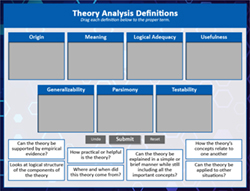 Theory Analysis Definitions
Drag each definition below to the proper term.
Origin
Meaning
Logical Adequacy
Usefulness
Generalizability
Parsimony
Testability
Undo
Submit
Reset
Can the theory be
supported by empirical
evidence?
How practical or helpful
is the theory?
Can the theory be
explained in a simple or
brief manner while still
including all the
important concepts?
How the theory's
concepts relate to
one another
Looks at logical structure
of the components of
the theory
Where and when did
this theory come from?
Can the theory be
applied to other
situations?